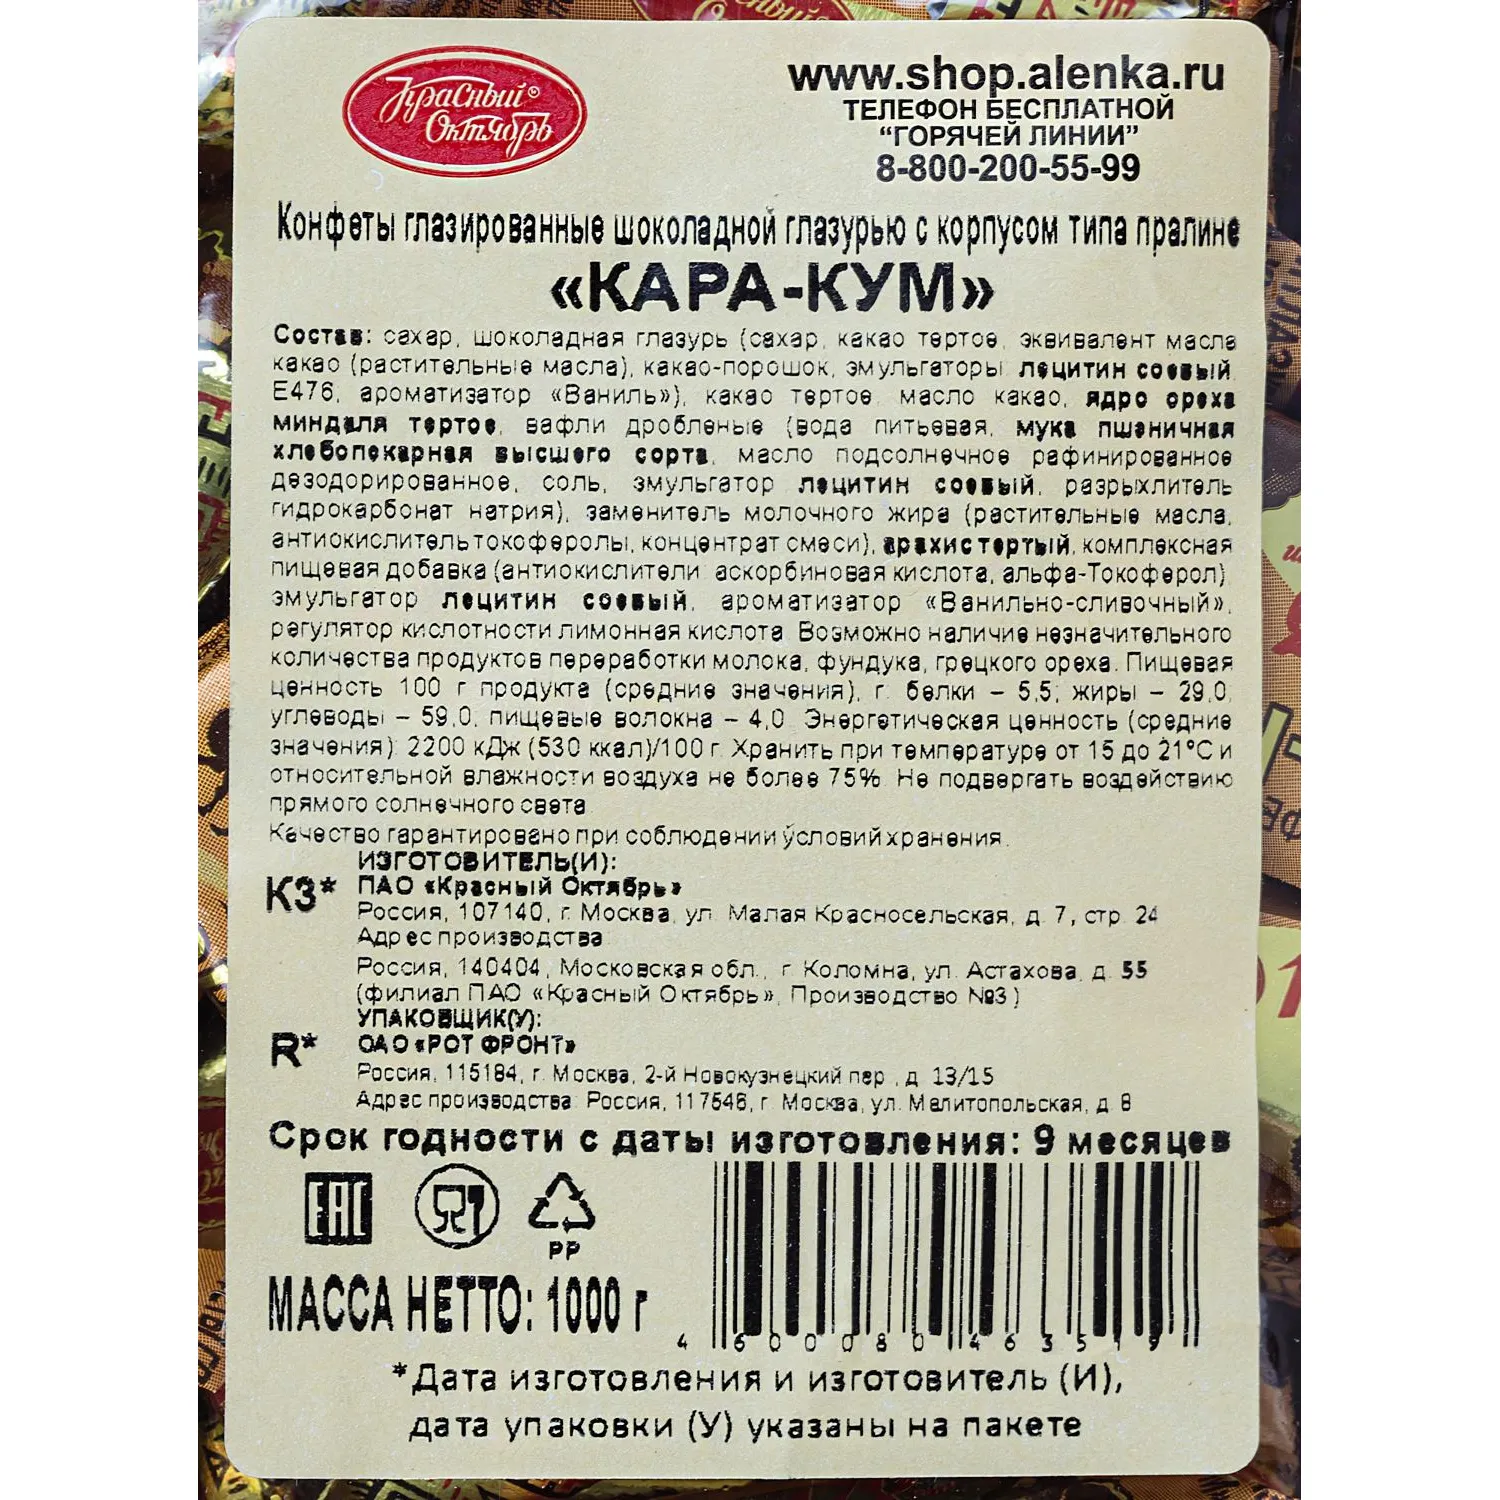 Красный
Октябрь
www.shop.alenka.ru
ТЕЛЕФОН БЕСПЛАТНОЙ
“ГОРЯЧЕЙ ЛИНИИ”
8-800-200-55-99
Конфеты глазированные шоколадной глазурью с корпусом типа пралине
«КАРА-КУМ»
Состав: сахар, шоколадная глазурь (сахар, какао тертое, эквивалент масла
какао (растительные масла), какао-порошок, эмульгаторы: лецитин соевый,
Е476, ароматизатор «Ваниль»), какао тертое, масло какао, ядро ореха
миндаля тертое, вафли дробленые (вода питьевая, мука пшеничная
хлебопекарная высшего сорта, масло подсолнечное рафинированное
дезодорированное, соль, эмульгатор лецитин соевый, разрыхлитель
гидрокарбонат натрия), заменитель молочного жира (растительные масла,
антиокислитель токоферолы, концентрат смеси), арахис тертый, комплексная
пищевая добавка (антиокислители: аскорбиновая кислота, альфа-Токоферол),
эмульгатор лецитин соевый, ароматизатор «Ванильно-сливочный»,
регулятор кислотности лимонная кислота. Возможно наличие незначительного
количества продуктов переработки молока, фундука, грецкого ореха. Пищевая
ценность 100 г продукта (средние значения), г: белки – 5,5; жиры – 29,0;
углеводы – 59,0; пищевые волокна – 4,0. Энергетическая ценность (средние
значения): 2200 кДж (530 ккал)/100 г. Хранить при температуре от 15 до 21°С и
относительной влажности воздуха не более 75%. Не подвергать воздействию
прямого солнечного света.
Качество гарантировано при соблюдении условий хранения.
ИЗГОТОВИТЕЛЬ(И):
К3* ПАО «Красный Октябрь»
Россия, 107140, г. Москва, ул. Малая Красносельская, д. 7, стр. 24
Адрес производства:
Россия, 140404, Московская обл., г. Коломна, ул. Астахова, д. 55
(филиал ПАО «Красный Октябрь», Производство №3)
УПАКОВЩИК(У):
R* ОАО «РОТ ФРОНТ»
Россия, 115184, г. Москва, 2-й Новокузнецкий пер., д. 13/15
Адрес производства: Россия, 117546, г. Москва, ул. Мелитопольская, д. 8
Срок годности с даты изготовления: 9 месяцев
ЕАС
PP
МАССА НЕТТО: 1000 г
4 600080 463519
*Дата изготовления и изготовитель (И),
дата упаковки (У) указаны на пакете